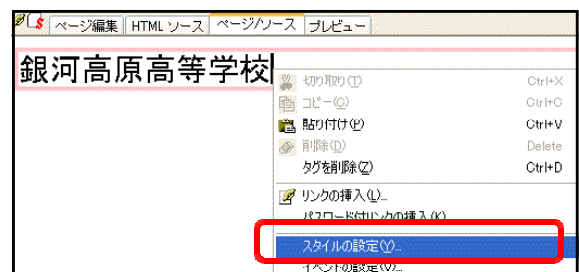 ページ編集 HTML ソース ページ/ソース プレビュー
銀河高原高等学校
切り取り(T) Ctrl+X
コピー(C) Ctrl+C
貼り付け(P) Ctrl+V
削除(D) Delete
タグを削除(Z) Ctrl+D
リンクの挿入(L)...
パスワード付リンクの挿入(K)...
スタイルの設定(Y)...
イベントの設定(V)...